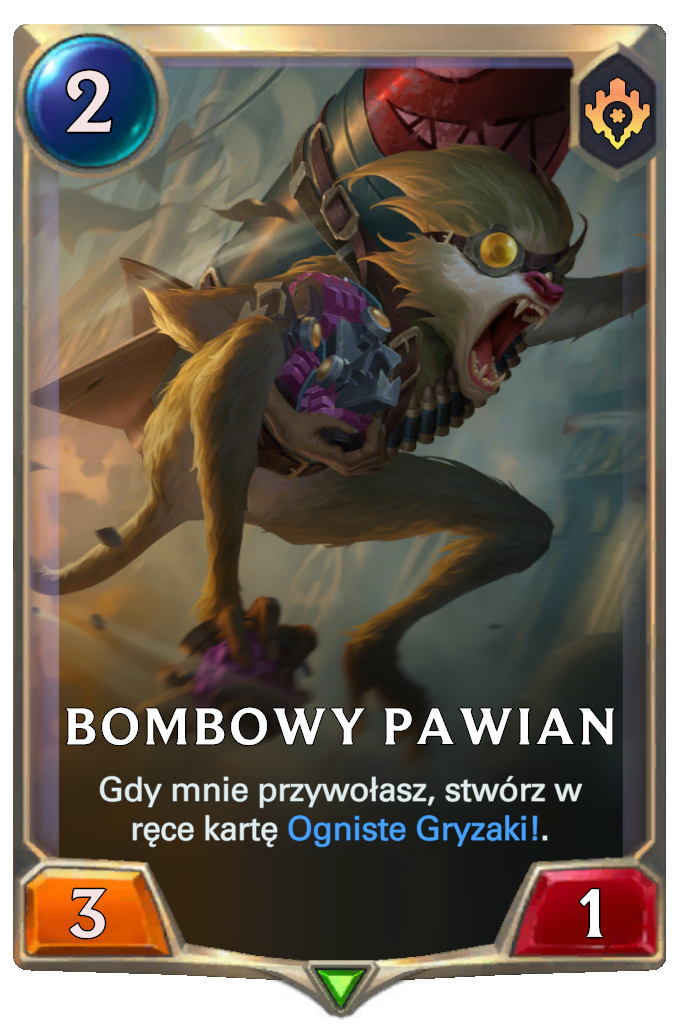 2
BOMBOWY PAWIAN
Gdy mnie przywołasz, stwórz w
ręce kartę Ogniste Gryzaki!.
3
1